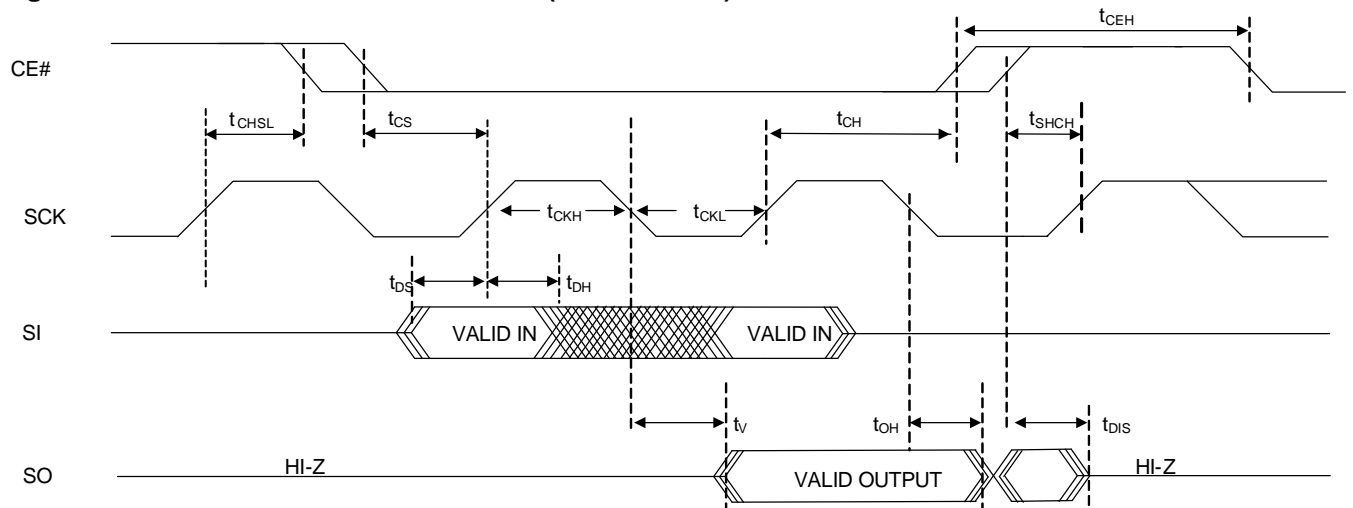 tCEH
CE#
tCHSL
tCS
tCH
tSHCH
SCK
tCKH
tCKL
tDS
tDH
SI
VALID IN
VALID IN
tV
tOH
tDIS
SO
HI-Z
VALID OUTPUT
HI-Z